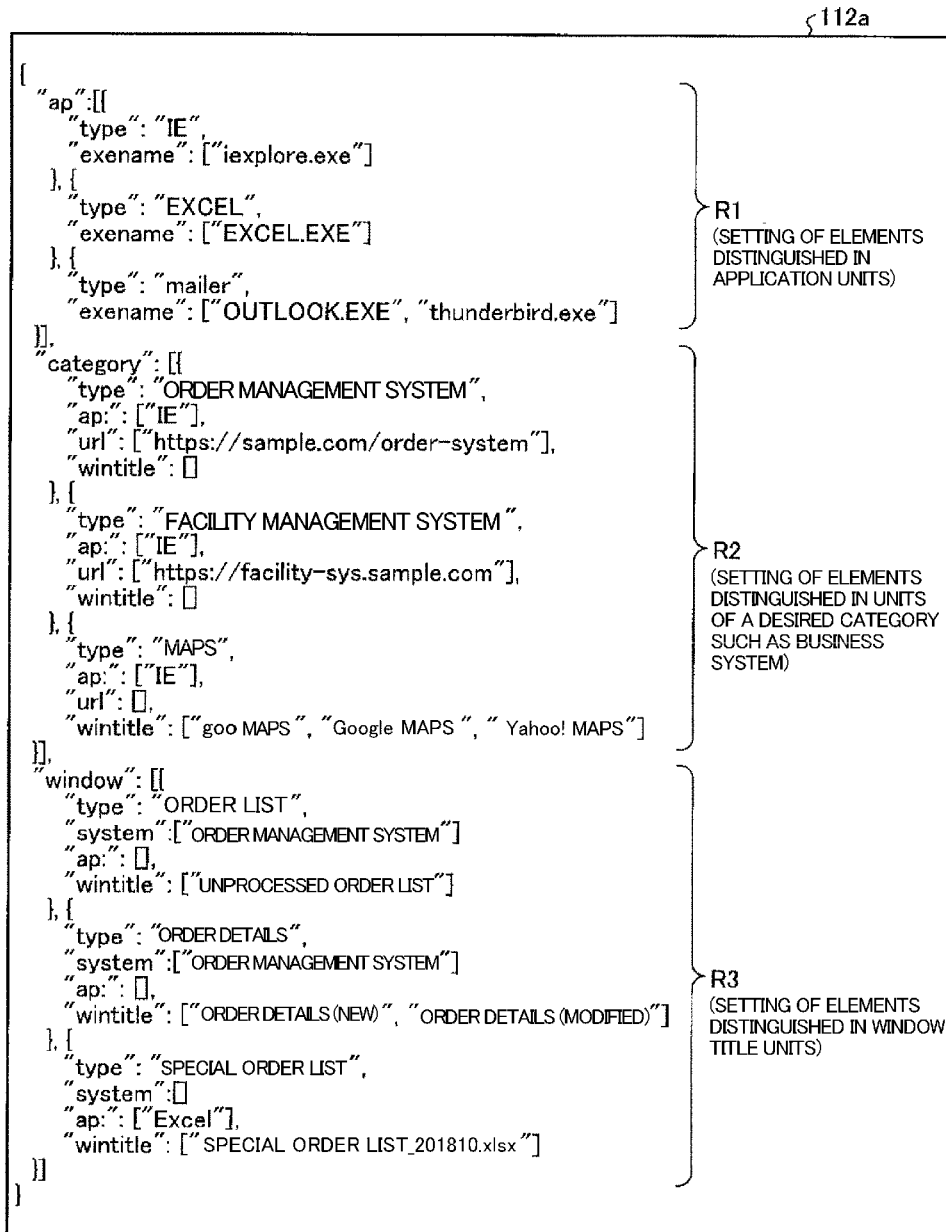 112a
{
"ap":[{
"type": "IE",
"exename": ["iexplore.exe"]
}, {
"type": "EXCEL",
"exename": ["EXCEL.EXE"]
}, {
"type": "mailer",
"exename": ["OUTLOOK.EXE", "thunderbird.exe"]
}],
R1
(SETTING OF ELEMENTS
DISTINGUISHED IN
APPLICATION UNITS)
"category": [{
"type": "ORDER MANAGEMENT SYSTEM",
"ap:": ["IE"],
"url": ["https://sample.com/order-system"],
"wintitle": []
}, {
"type": "FACILITY MANAGEMENT SYSTEM",
"ap:": ["IE"],
"url": ["https://facility-sys.sample.com"],
"wintitle": []
}, {
"type": "MAPS",
"ap:": ["IE"],
"url": [],
"wintitle": ["goo MAPS", "Google MAPS", "Yahoo! MAPS"]
}],
R2
(SETTING OF ELEMENTS
DISTINGUISHED IN UNITS
OF A DESIRED CATEGORY
SUCH AS BUSINESS
SYSTEM)
"window": [{
"type": "ORDER LIST",
"system":["ORDER MANAGEMENT SYSTEM"]
"ap:": [],
"wintitle": ["UNPROCESSED ORDER LIST"]
}, {
"type": "ORDER DETAILS",
"system":["ORDER MANAGEMENT SYSTEM"]
"ap:": [],
"wintitle": ["ORDER DETAILS (NEW)", "ORDER DETAILS (MODIFIED)"]
}, {
"type": "SPECIAL ORDER LIST",
"system":[]
"ap:": ["Excel"],
"wintitle": ["SPECIAL ORDER LIST_201810.xlsx"]
}]
}
R3
(SETTING OF ELEMENTS
DISTINGUISHED IN WINDOW
TITLE UNITS)